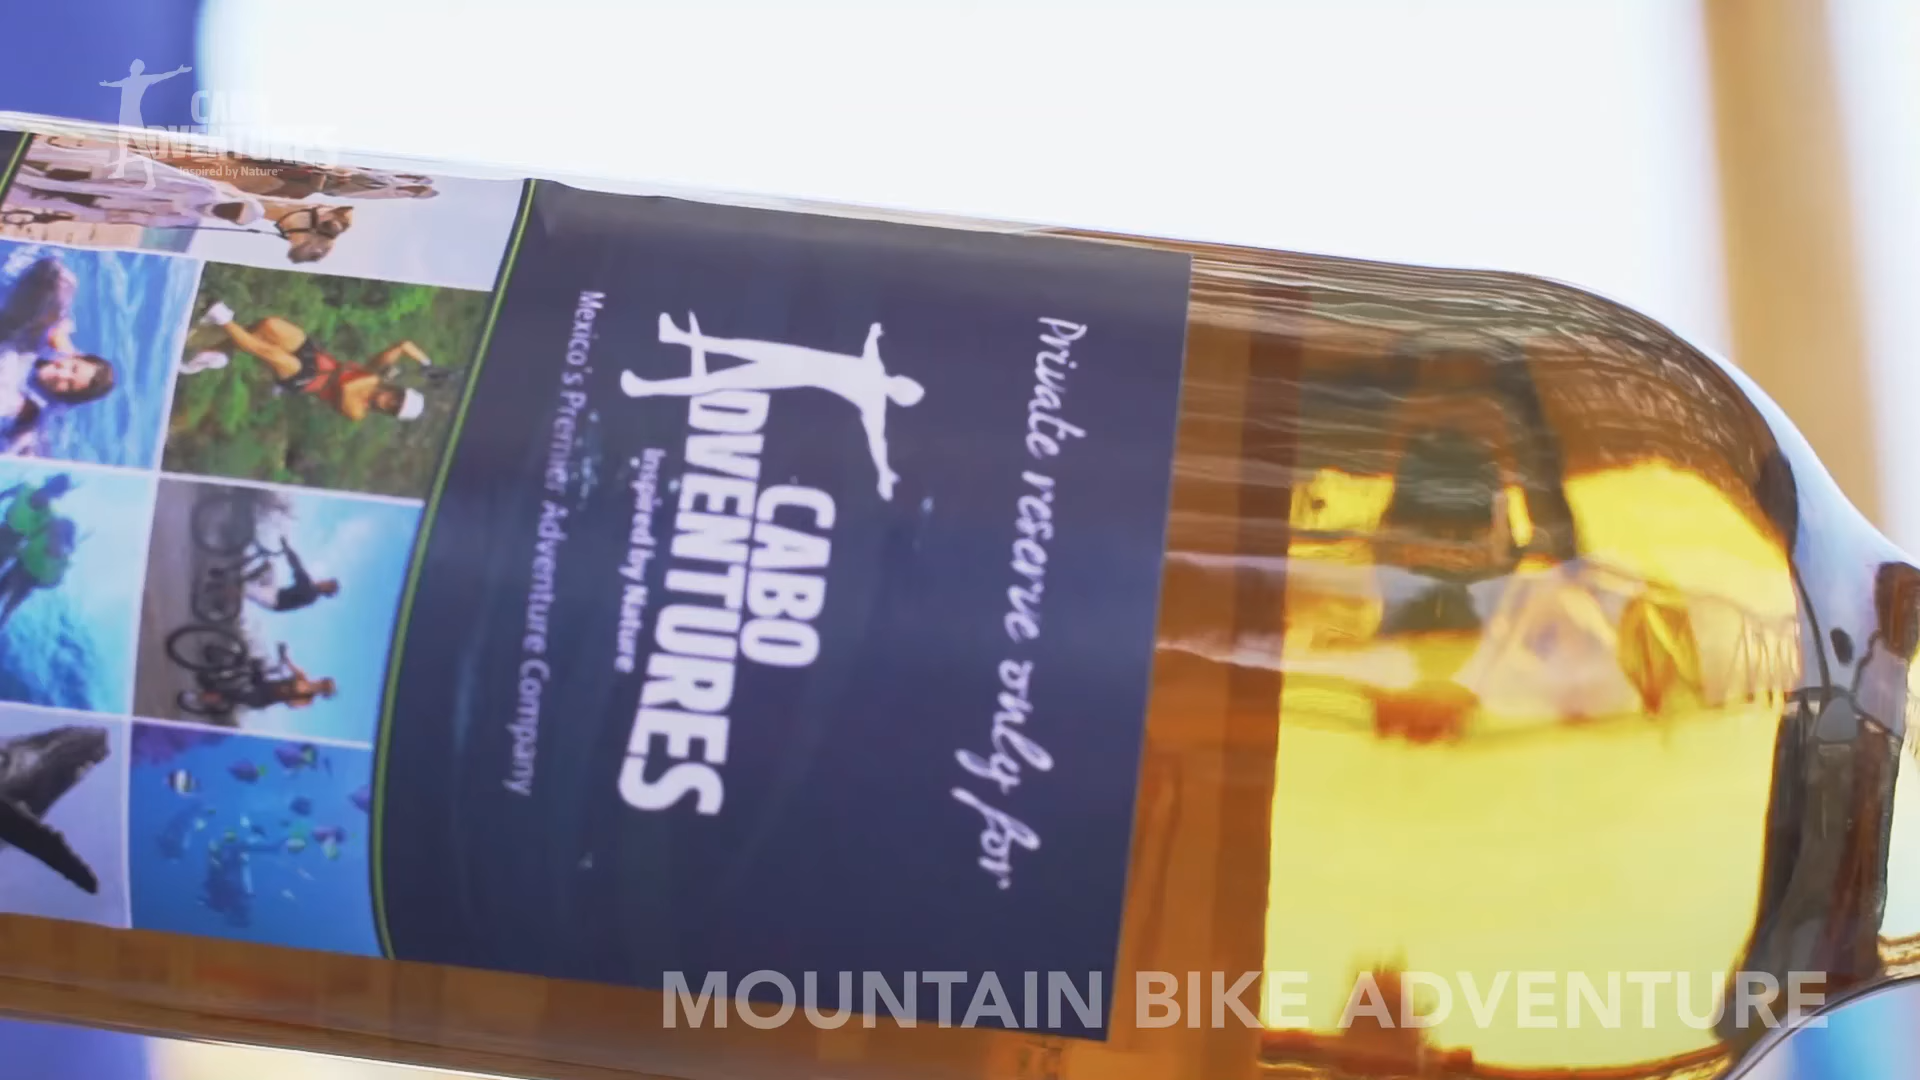 CABO
ADVENTURES
Inspired by Nature™
Private reserve only for
CABO
ADVENTURES
Inspired by Nature
Mexico's Premier Adventure Company
MOUNTAIN BIKE ADVENTURE